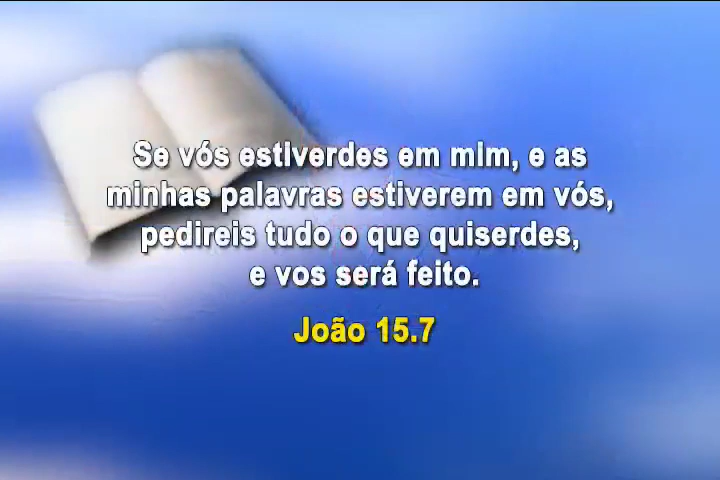 Se vós estiverdes em mim, e as
minhas palavras estiverem em vós,
pedireis tudo o que quiserdes,
e vos será feito.
João 15.7